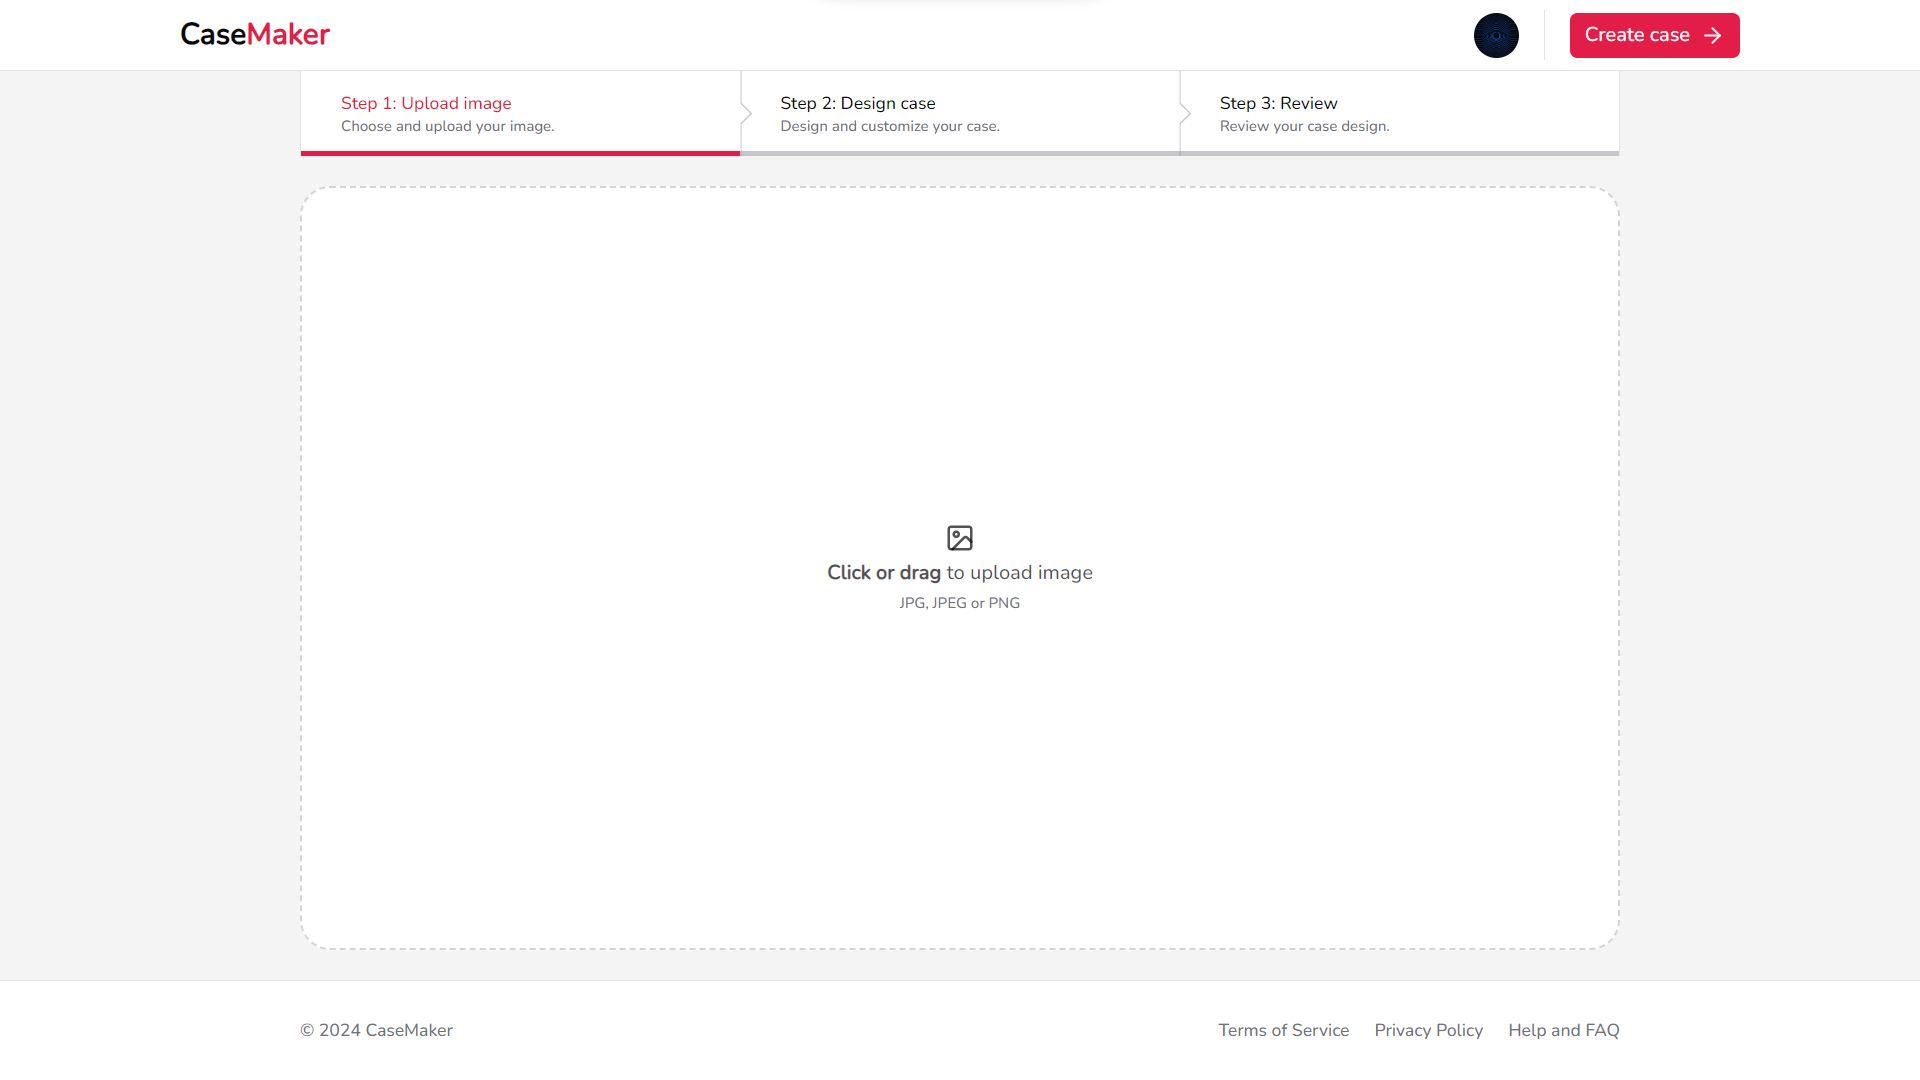 CaseMaker
Create case
Step 1: Upload image
Choose and upload your image.
Step 2: Design case
Design and customize your case.
Step 3: Review
Review your case design.
Click or drag to upload image
JPG, JPEG or PNG
© 2024 CaseMaker
Terms of Service
Privacy Policy
Help and FAQ